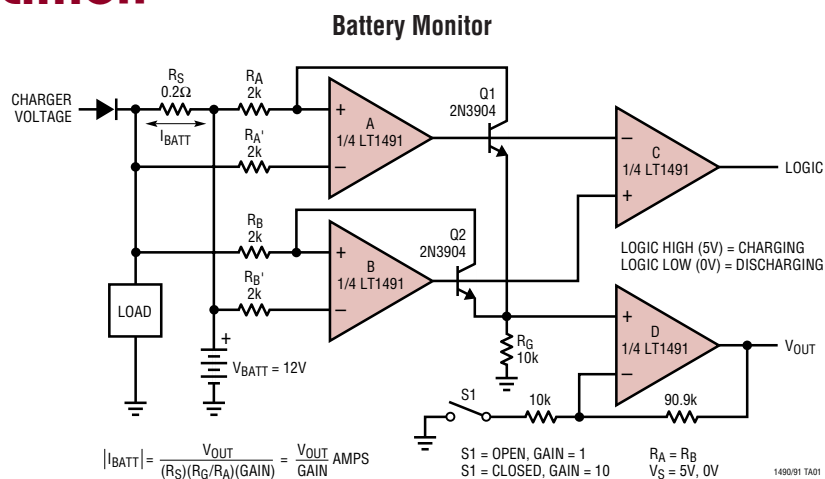 Battery Monitor
CHARGER
VOLTAGE
RS
0.2Ω
IBATT
RA
2k
RA'
2k
+
A
1/4 LT1491
–
Q1
2N3904
–
C
1/4 LT1491
+
LOGIC
RB
2k
RB'
2k
+
B
1/4 LT1491
–
Q2
2N3904
LOGIC HIGH (5V) = CHARGING
LOGIC LOW (0V) = DISCHARGING
LOAD
+
VBATT = 12V
RG
10k
+
D
1/4 LT1491
–
VOUT
S1
10k
90.9k
|IBATT| = VOUT / (RS)(RG/RA)(GAIN) = VOUT / GAIN AMPS
S1 = OPEN, GAIN = 1
S1 = CLOSED, GAIN = 10
RA = RB
VS = 5V, 0V
1490/91 TA01